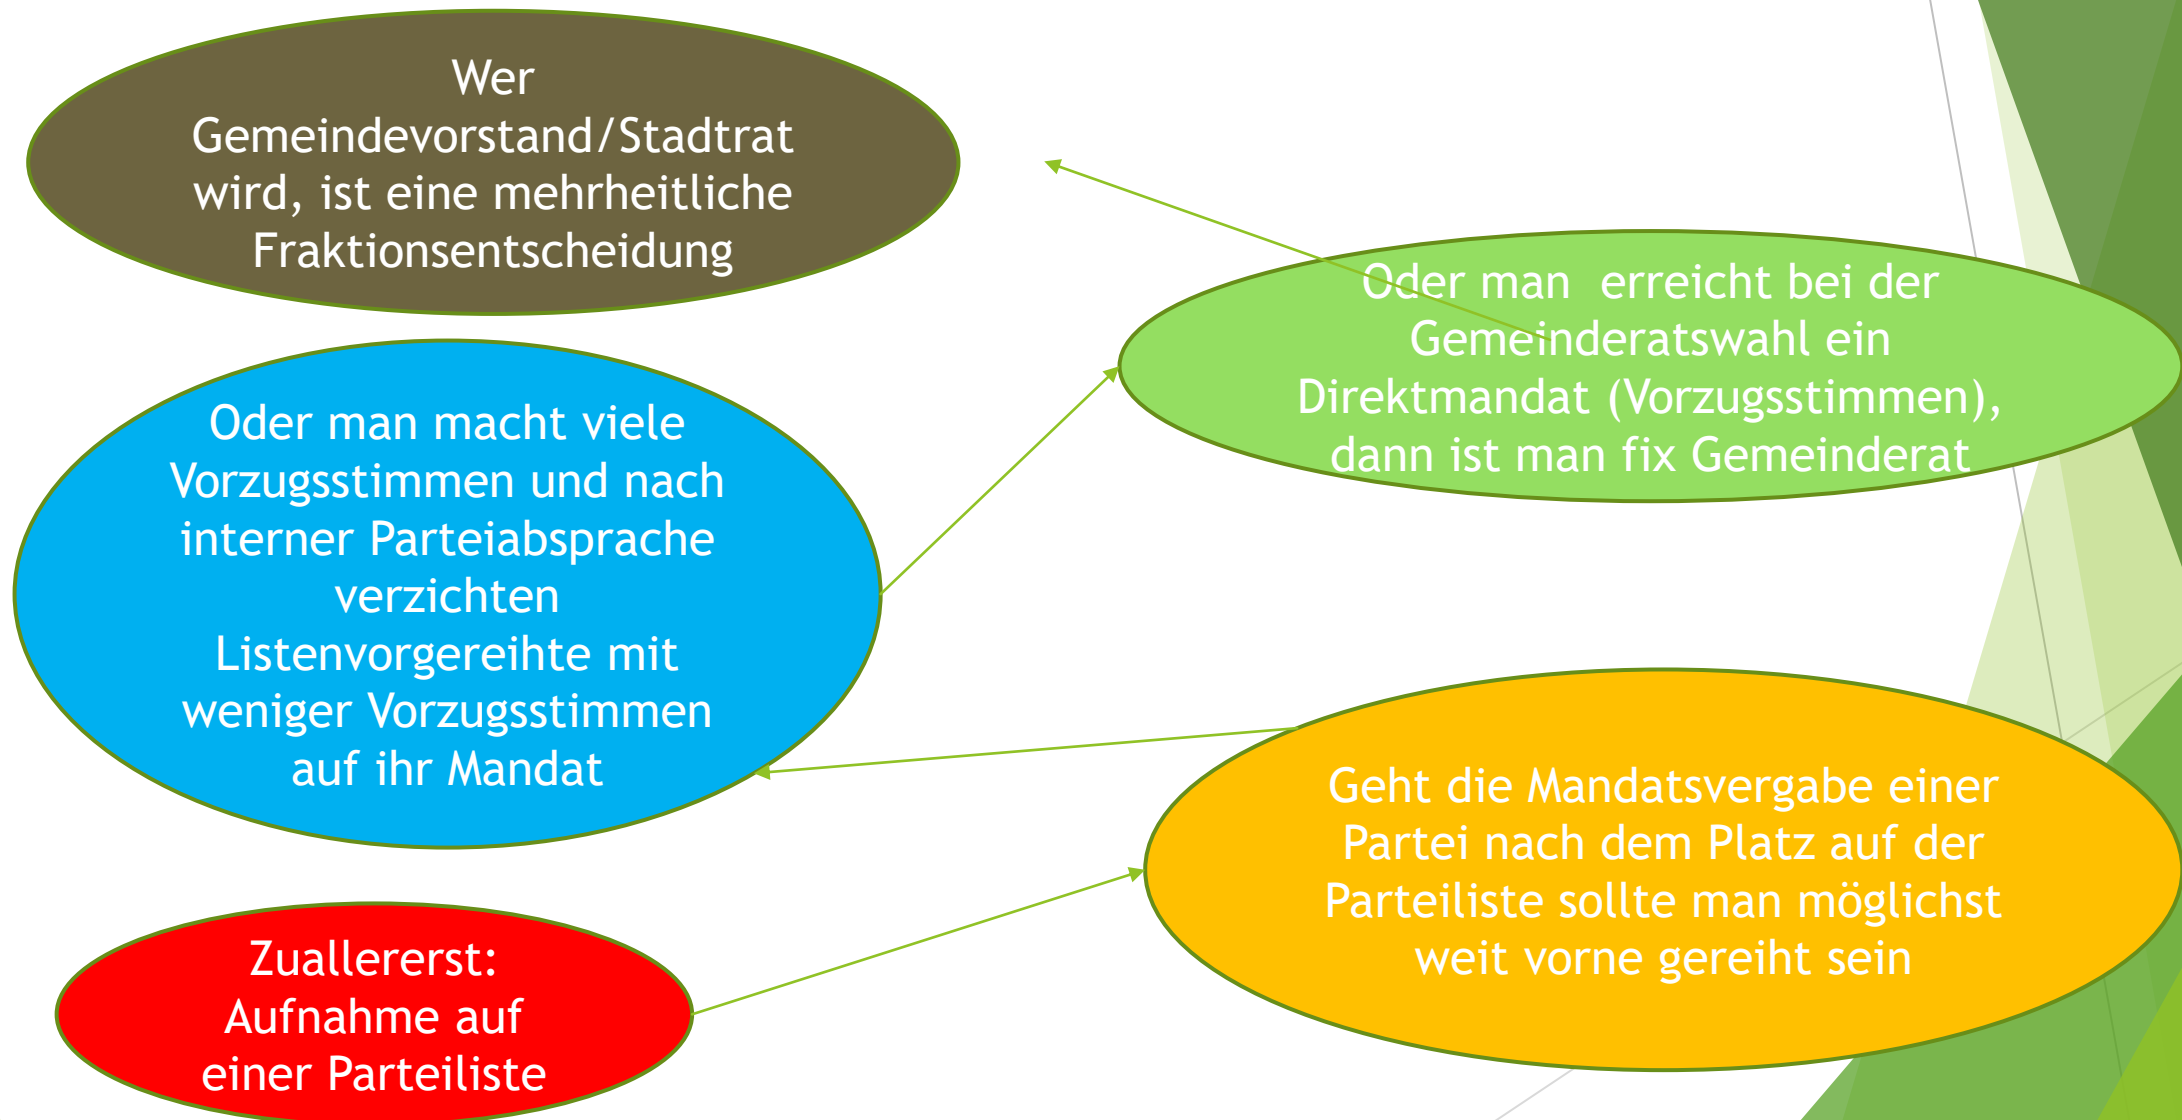 Wer
Gemeindevorstand/Stadtrat
wird, ist eine mehrheitliche
Fraktionsentscheidung
Oder man  erreicht bei der
Gemeinderatswahl ein
Direktmandat (Vorzugsstimmen),
dann ist man fix Gemeinderat
Oder man macht viele
Vorzugsstimmen und nach
interner Parteiabsprache
verzichten
Listenvorgereihte mit
weniger Vorzugsstimmen
auf ihr Mandat
Geht die Mandatsvergabe einer
Partei nach dem Platz auf der
Parteiliste sollte man möglichst
weit vorne gereiht sein
Zuallererst:
Aufnahme auf
einer Parteiliste